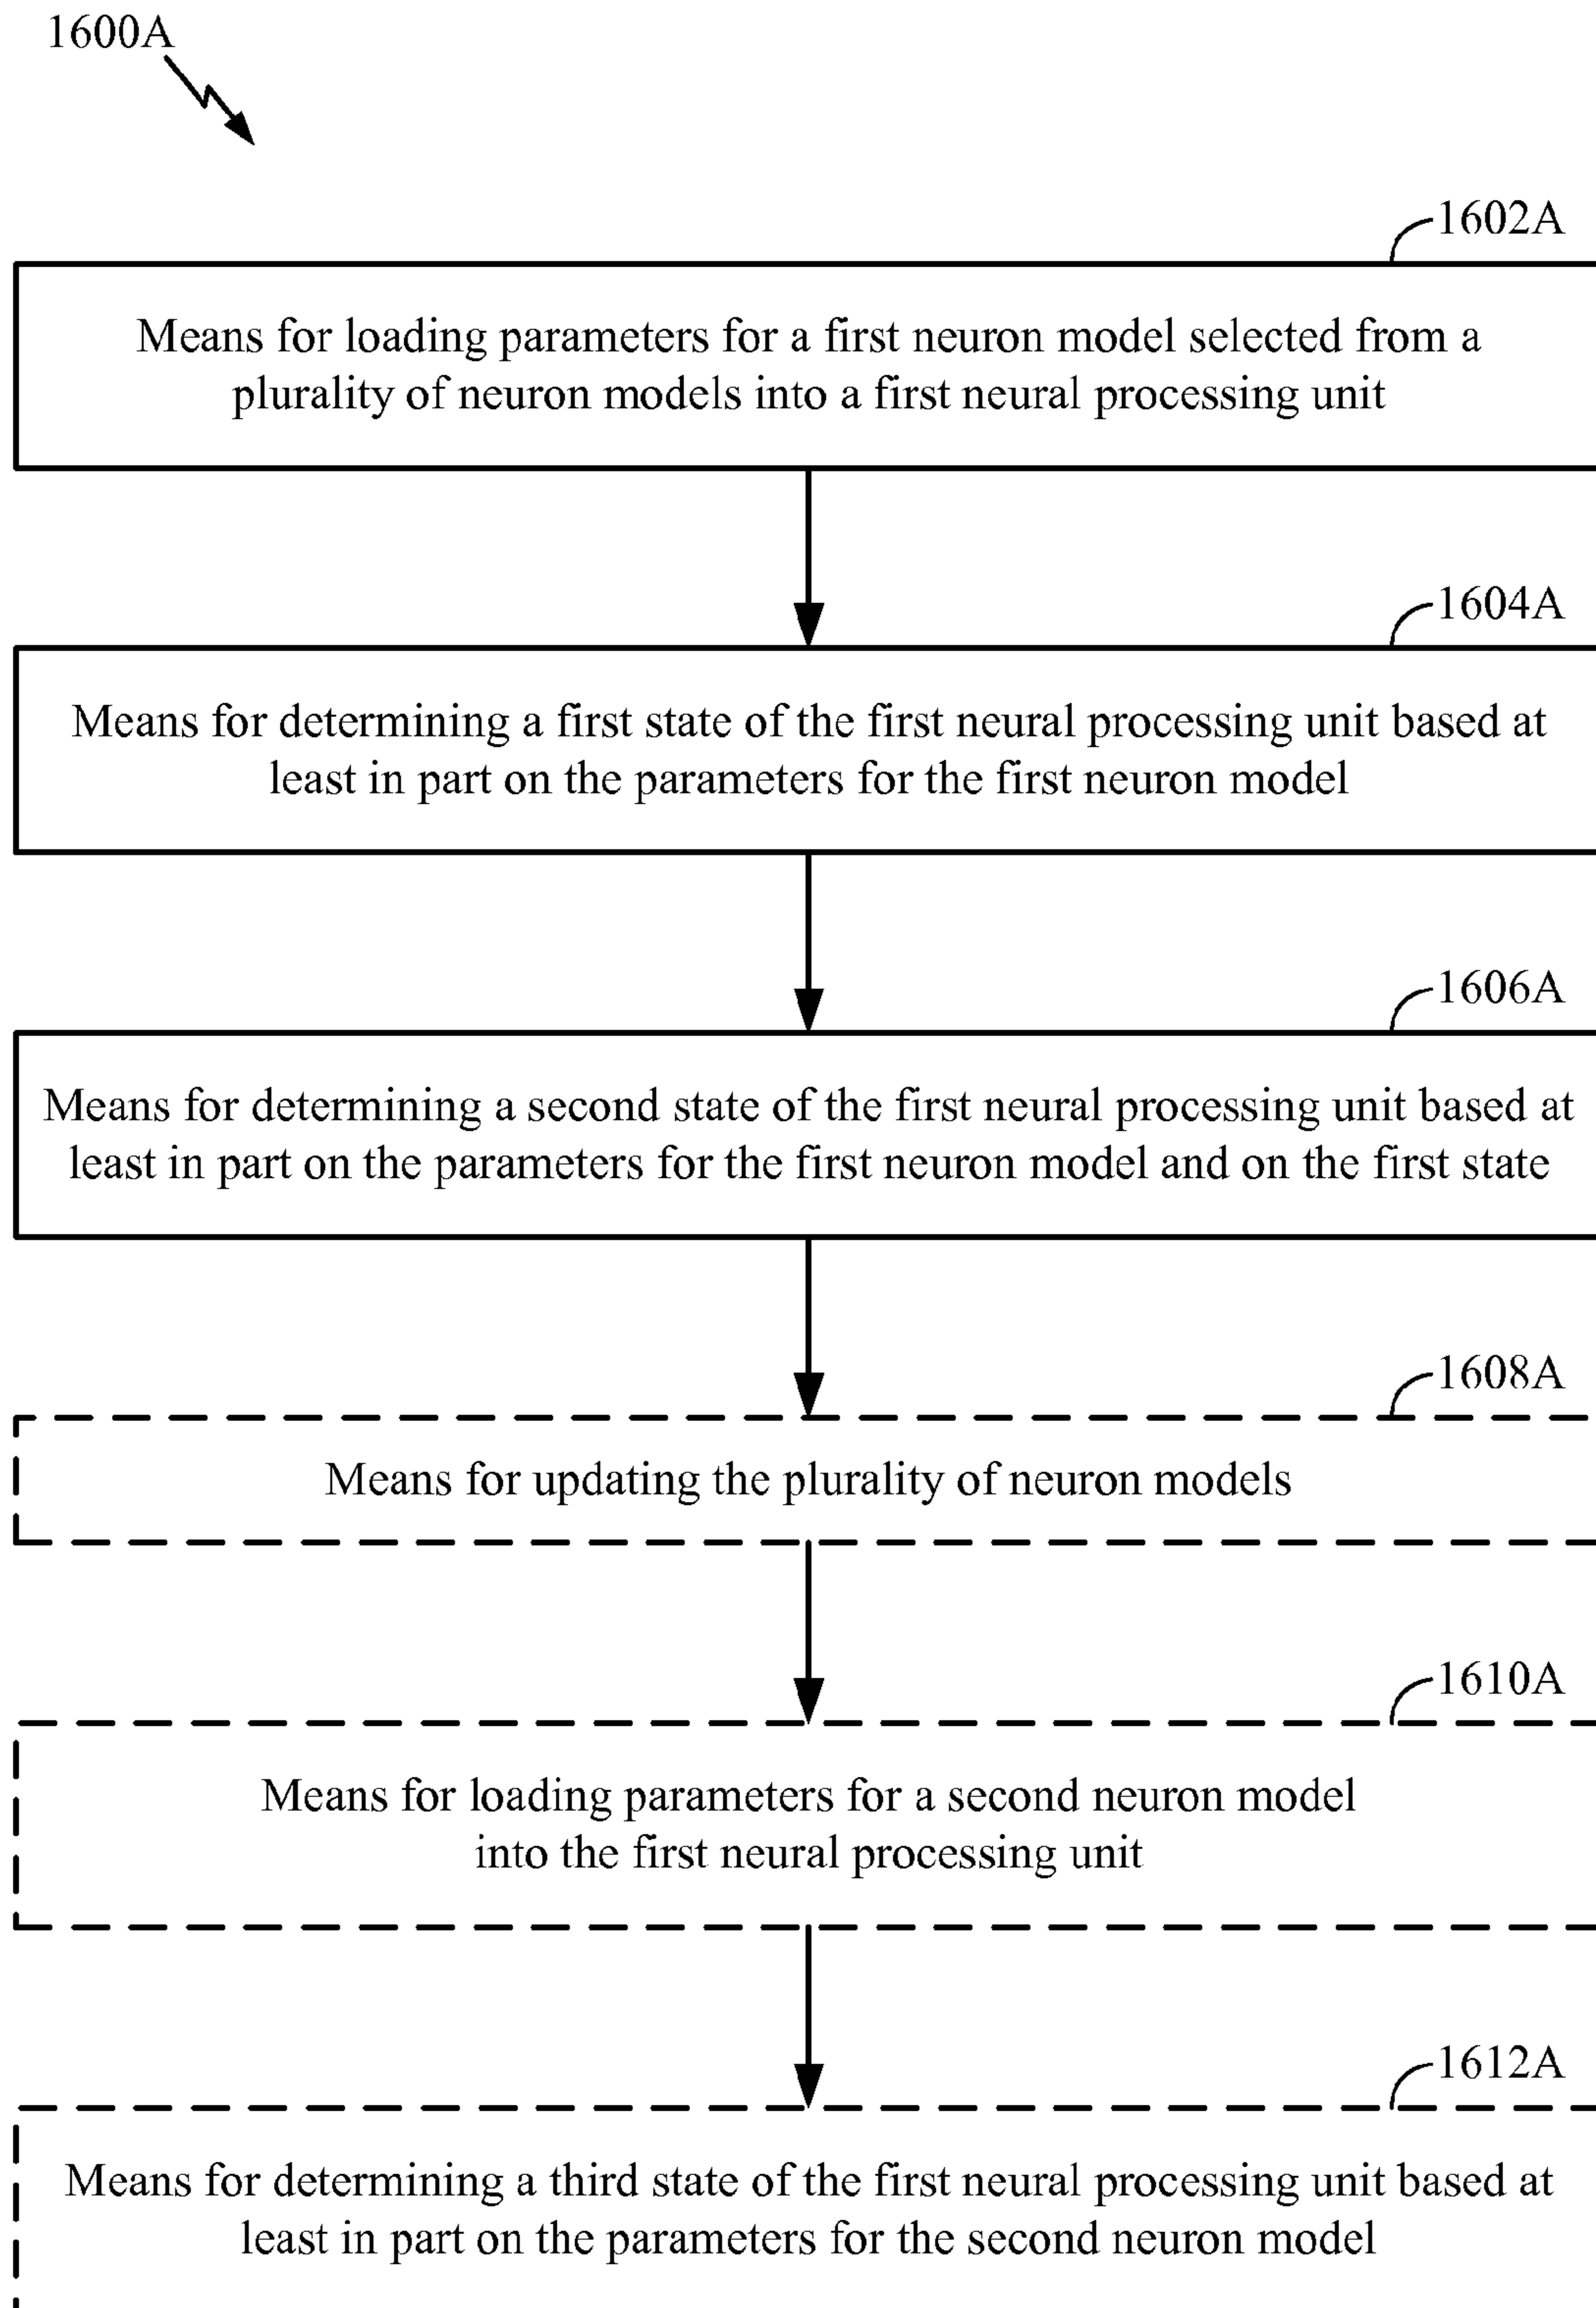 1600A
1602A
Means for loading parameters for a first neuron model selected from a
plurality of neuron models into a first neural processing unit
1604A
Means for determining a first state of the first neural processing unit based at
least in part on the parameters for the first neuron model
1606A
Means for determining a second state of the first neural processing unit based at
least in part on the parameters for the first neuron model and on the first state
1608A
Means for updating the plurality of neuron models
1610A
Means for loading parameters for a second neuron model
into the first neural processing unit
1612A
Means for determining a third state of the first neural processing unit based at
least in part on the parameters for the second neuron model